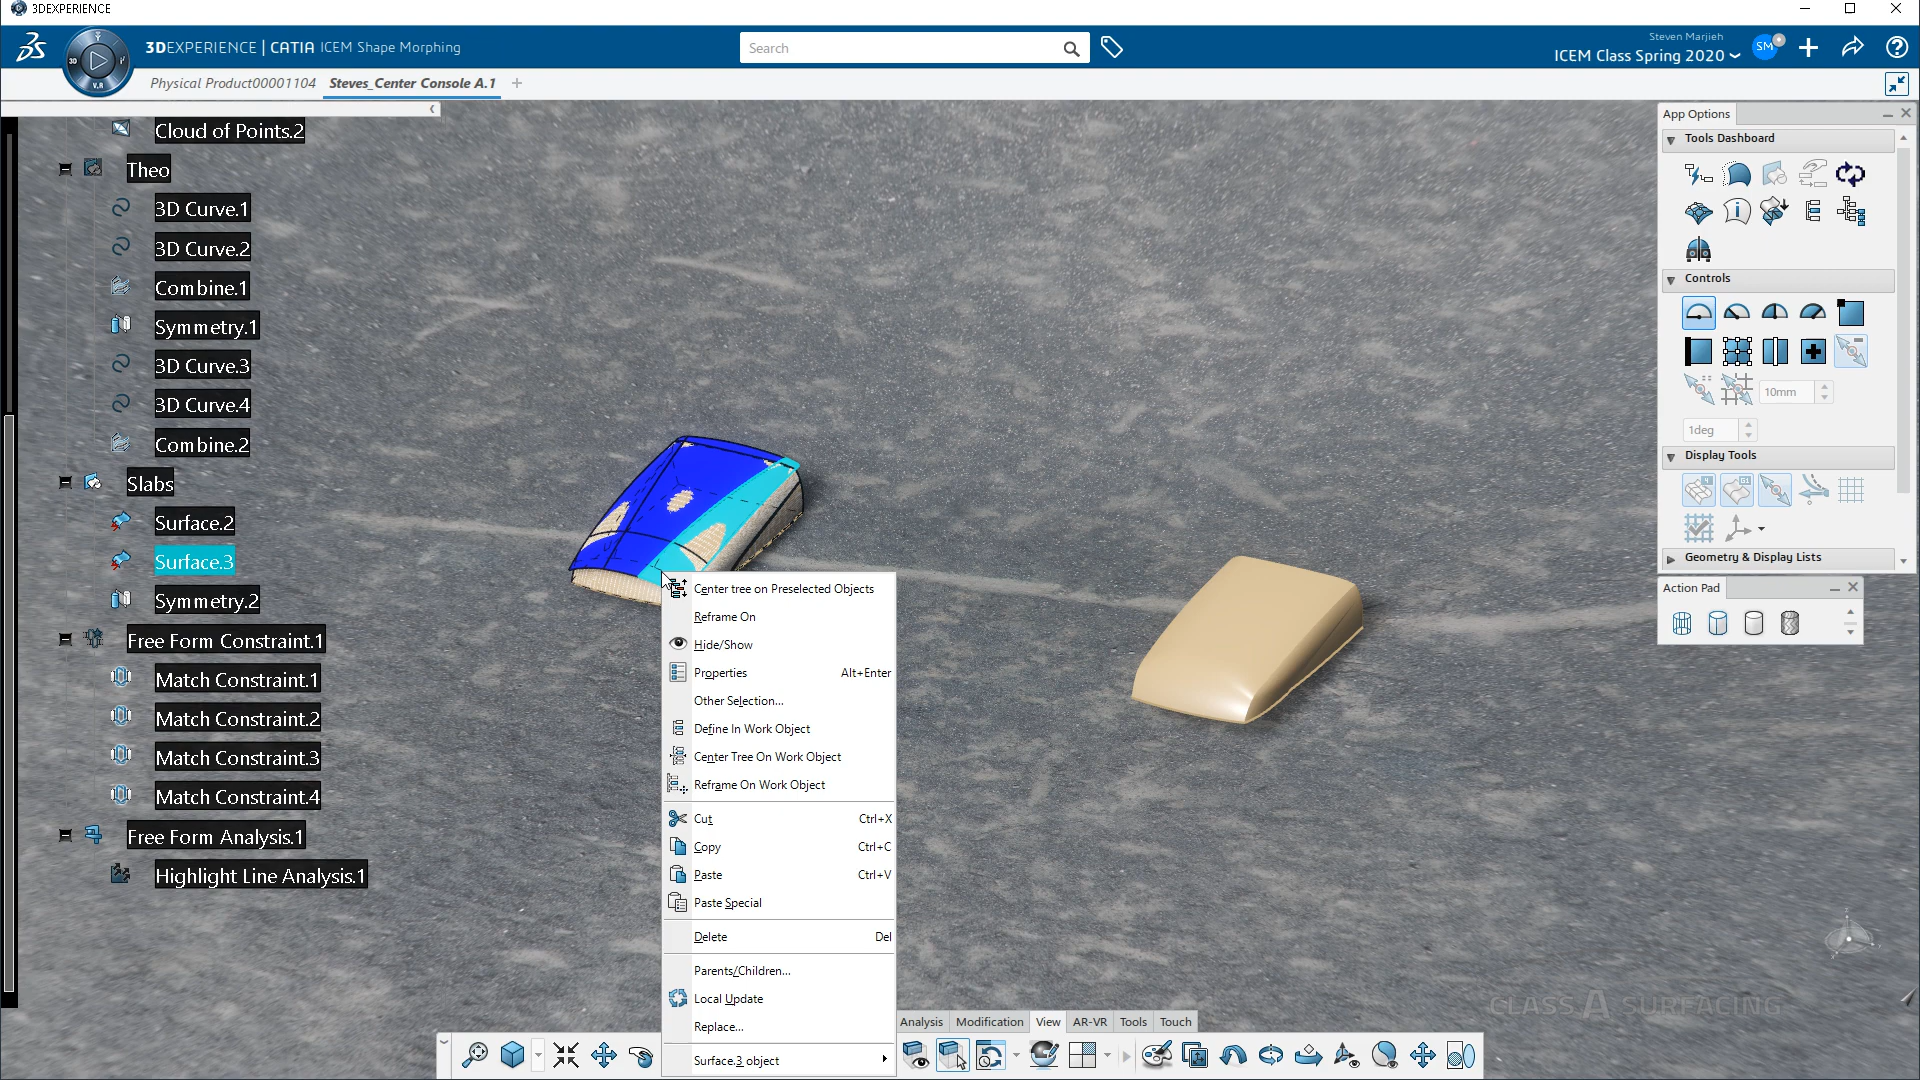 3DEXPERIENCE
3DEXPERIENCE | CATIA ICEM Shape Morphing
3D
V.R
Search
Steven Marjieh
ICEM Class Spring 2020
SM
Physical Product00001104
Steves_Center Console A.1
+
Cloud of Points.2
Theo
3D Curve.1
3D Curve.2
Combine.1
Symmetry.1
3D Curve.3
3D Curve.4
Combine.2
Slabs
Surface.2
Surface.3
Symmetry.2
Free Form Constraint.1
Match Constraint.1
Match Constraint.2
Match Constraint.3
Match Constraint.4
Free Form Analysis.1
Highlight Line Analysis.1
Center tree on Preselected Objects
Reframe On
Hide/Show
Properties Alt+Enter
Other Selection...
Define In Work Object
Center Tree On Work Object
Reframe On Work Object
Cut Ctrl+X
Copy Ctrl+C
Paste Ctrl+V
Paste Special
Delete Del
Parents/Children...
Local Update
Replace...
Surface.3 object
App Options
Tools Dashboard
Controls
10mm
1deg
Display Tools
Geometry & Display Lists
Action Pad
CLASS A SURFACING
Analysis Modification View AR-VR Tools Touch